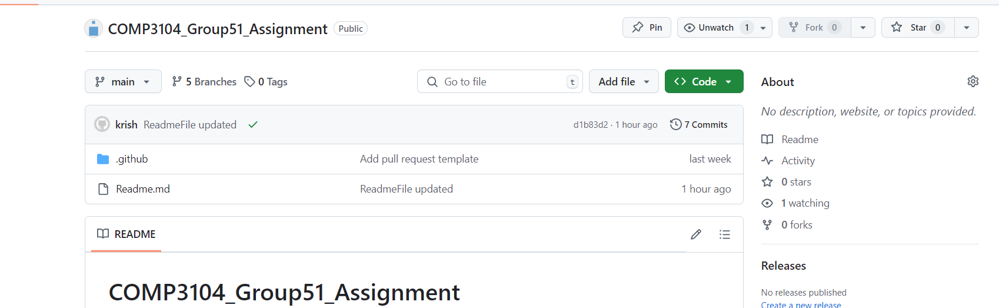 COMP3104_Group51_Assignment Public Pin Unwatch 1 Fork 0 Star 0
main 5 Branches 0 Tags Go to file t Add file <> Code About
No description, website, or topics provided.
krish ReadmeFile updated d1b83d2 · 1 hour ago 7 Commits
Readme
.github Add pull request template last week
Activity
0 stars
Readme.md ReadmeFile updated 1 hour ago
1 watching
0 forks
README
Releases
COMP3104_Group51_Assignment
No releases published
Create a new release